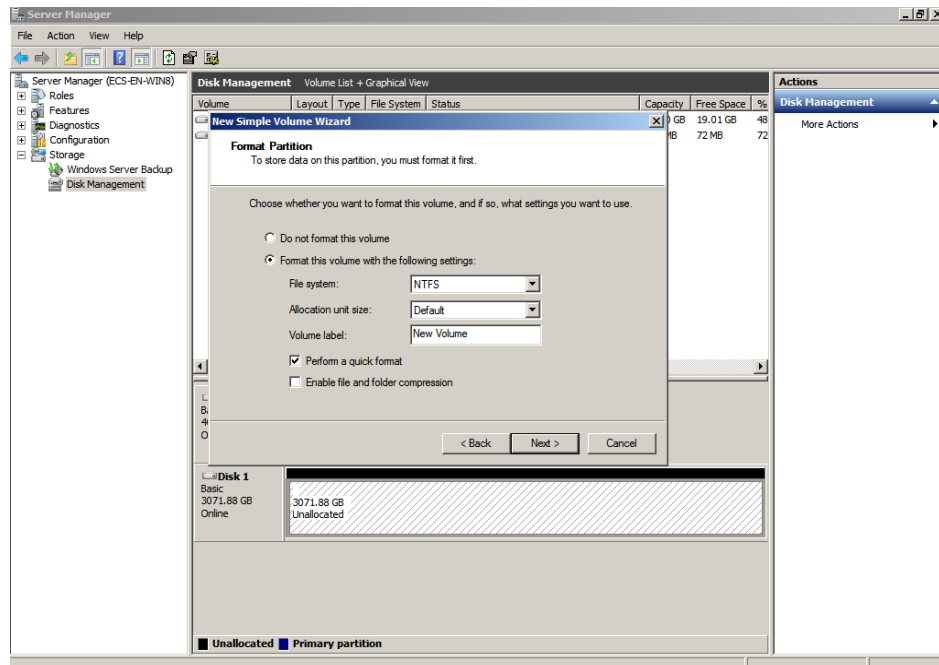 Server Manager
File Action View Help
Server Manager (ECS-EN-WIN8)
Roles
Features
Diagnostics
Configuration
Storage
Windows Server Backup
Disk Management
Disk Management Volume List + Graphical View
Volume Layout Type File System Status Capacity Free Space %
GB 19.01 GB 48
MB 72 MB 72
New Simple Volume Wizard
Format Partition
To store data on this partition, you must format it first.
Choose whether you want to format this volume, and if so, what settings you want to use.
Do not format this volume
Format this volume with the following settings:
File system: NTFS
Allocation unit size: Default
Volume label: New Volume
Perform a quick format
Enable file and folder compression
< Back Next > Cancel
Disk 1
Basic
3071.88 GB
Online
3071.88 GB
Unallocated
Unallocated Primary partition
Actions
Disk Management
More Actions